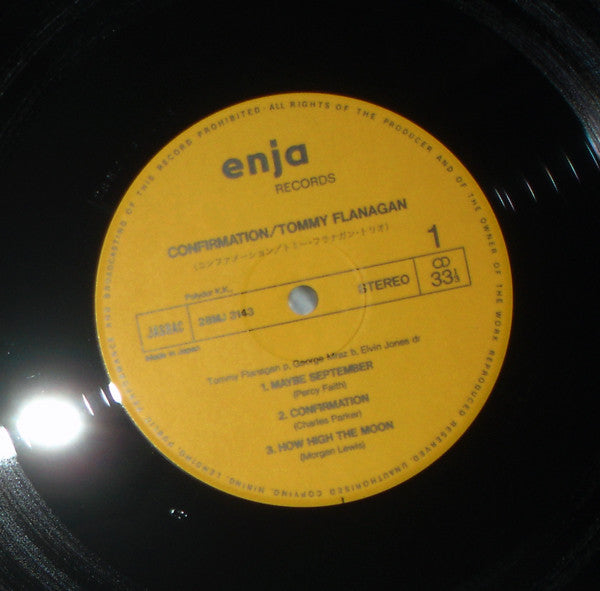 enja
RECORDS
CONFIRMATION/TOMMY FLANAGAN
(コンファメーション/トミー・フラナガン・トリオ)
1
Polydor K.K.
JASRAC
28MJ 3143
STEREO
CD
33⅓
Made in Japan
Tommy Flanagan p, George Mraz b, Elvin Jones dr
1. MAYBE SEPTEMBER
(Percy Faith)
2. CONFIRMATION
(Charles Parker)
3. HOW HIGH THE MOON
(Morgan Lewis)
ALL RIGHTS OF THE PRODUCER AND OF THE OWNER OF THE WORK REPRODUCED RESERVED. UNAUTHORISED COPYING, HIRING, LENDING, PUBLIC PERFORMANCE AND BROADCASTING OF THIS RECORD PROHIBITED.